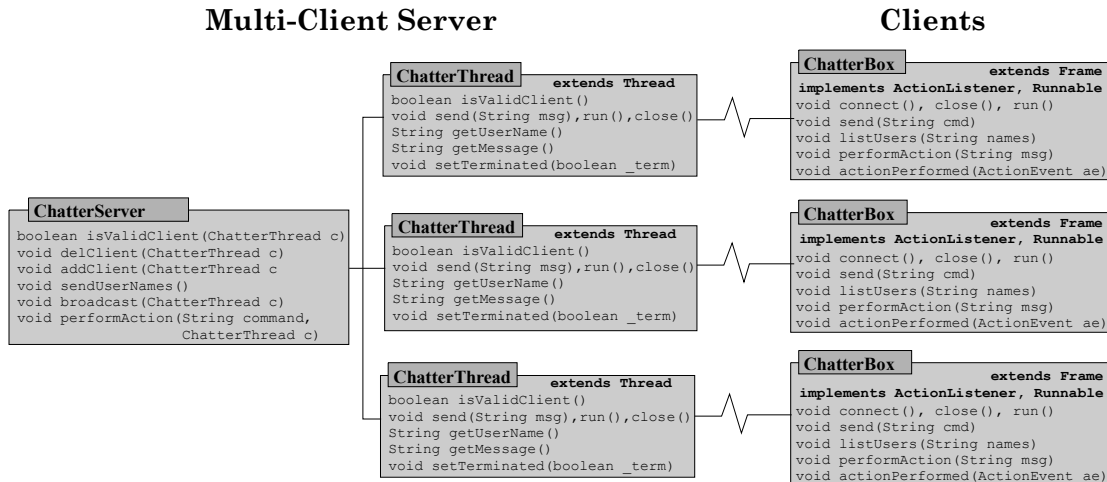 Multi-Client Server
Clients
ChatterThread
extends Thread
boolean isValidClient()
void send(String msg),run(),close()
String getUserName()
String getMessage()
void setTerminated(boolean _term)
ChatterBox
extends Frame
implements ActionListener, Runnable
void connect(), close(), run()
void send(String cmd)
void listUsers(String names)
void performAction(String msg)
void actionPerformed(ActionEvent ae)
ChatterServer
boolean isValidClient(ChatterThread c)
void delClient(ChatterThread c)
void addClient(ChatterThread c
void sendUserNames()
void broadcast(ChatterThread c)
void performAction(String command,
ChatterThread c)
ChatterThread
extends Thread
boolean isValidClient()
void send(String msg),run(),close()
String getUserName()
String getMessage()
void setTerminated(boolean _term)
ChatterBox
extends Frame
implements ActionListener, Runnable
void connect(), close(), run()
void send(String cmd)
void listUsers(String names)
void performAction(String msg)
void actionPerformed(ActionEvent ae)
ChatterThread
extends Thread
boolean isValidClient()
void send(String msg),run(),close()
String getUserName()
String getMessage()
void setTerminated(boolean _term)
ChatterBox
extends Frame
implements ActionListener, Runnable
void connect(), close(), run()
void send(String cmd)
void listUsers(String names)
void performAction(String msg)
void actionPerformed(ActionEvent ae)